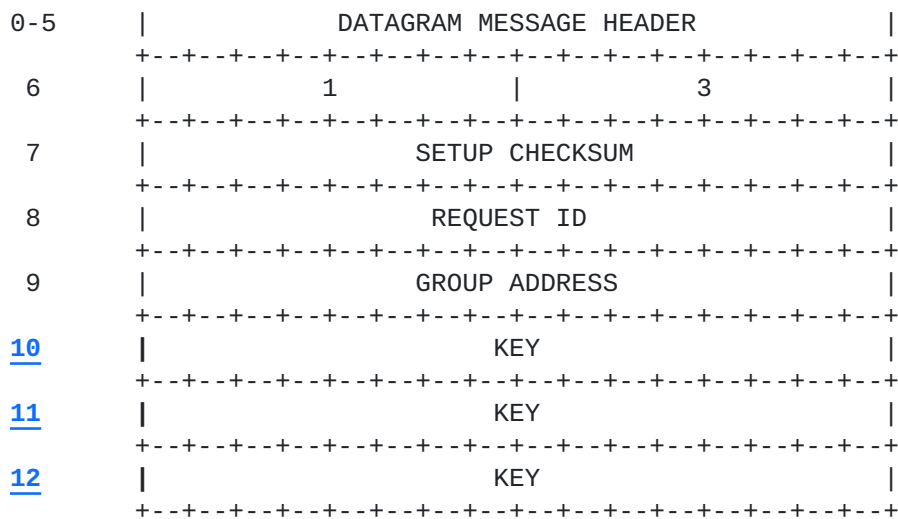 0-5 | DATAGRAM MESSAGE HEADER |
+--+--+--+--+--+--+--+--+--+--+--+--+--+--+--+--+
6 | 1 | 3 |
+--+--+--+--+--+--+--+--+--+--+--+--+--+--+--+--+
7 | SETUP CHECKSUM |
+--+--+--+--+--+--+--+--+--+--+--+--+--+--+--+--+
8 | REQUEST ID |
+--+--+--+--+--+--+--+--+--+--+--+--+--+--+--+--+
9 | GROUP ADDRESS |
+--+--+--+--+--+--+--+--+--+--+--+--+--+--+--+--+
10 | KEY |
+--+--+--+--+--+--+--+--+--+--+--+--+--+--+--+--+
11 | KEY |
+--+--+--+--+--+--+--+--+--+--+--+--+--+--+--+--+
12 | KEY |
+--+--+--+--+--+--+--+--+--+--+--+--+--+--+--+--+